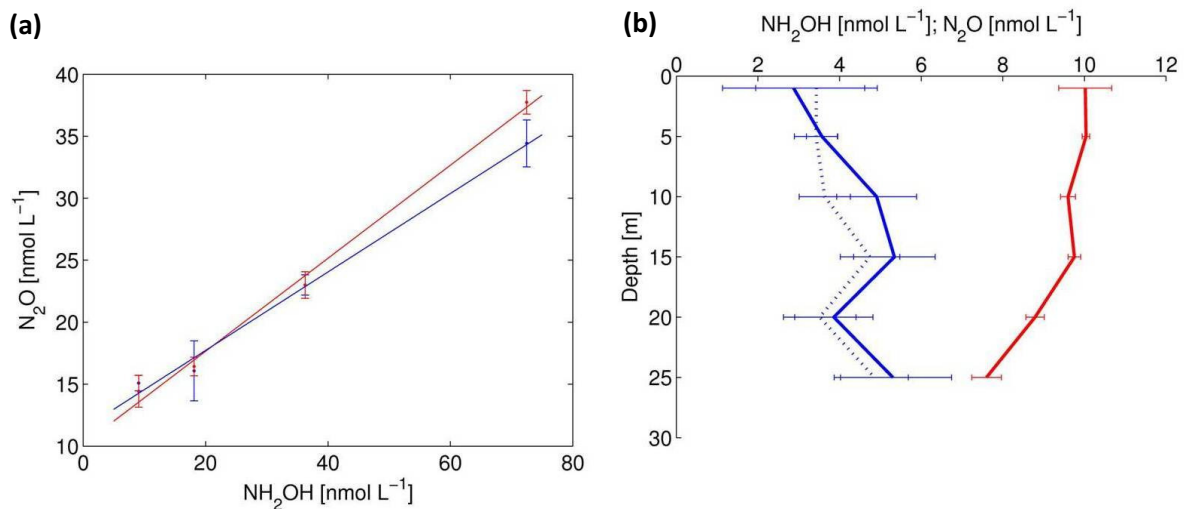 (a)
40
35
30
25
20
15
10
N₂O [nmol L⁻¹]
0 20 40 60 80
NH₂OH [nmol L⁻¹]
(b)
NH₂OH [nmol L⁻¹]; N₂O [nmol L⁻¹]
0 2 4 6 8 10 12
0
5
10
15
20
25
30
Depth [m]